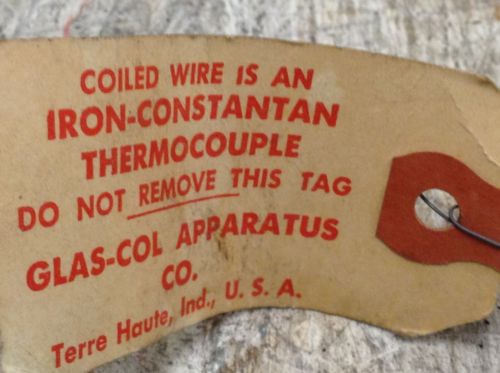 COILED WIRE IS AN
IRON-CONSTANTAN
THERMOCOUPLE
DO NOT REMOVE THIS TAG
GLAS-COL APPARATUS
CO.
Terre Haute, Ind., U. S. A.